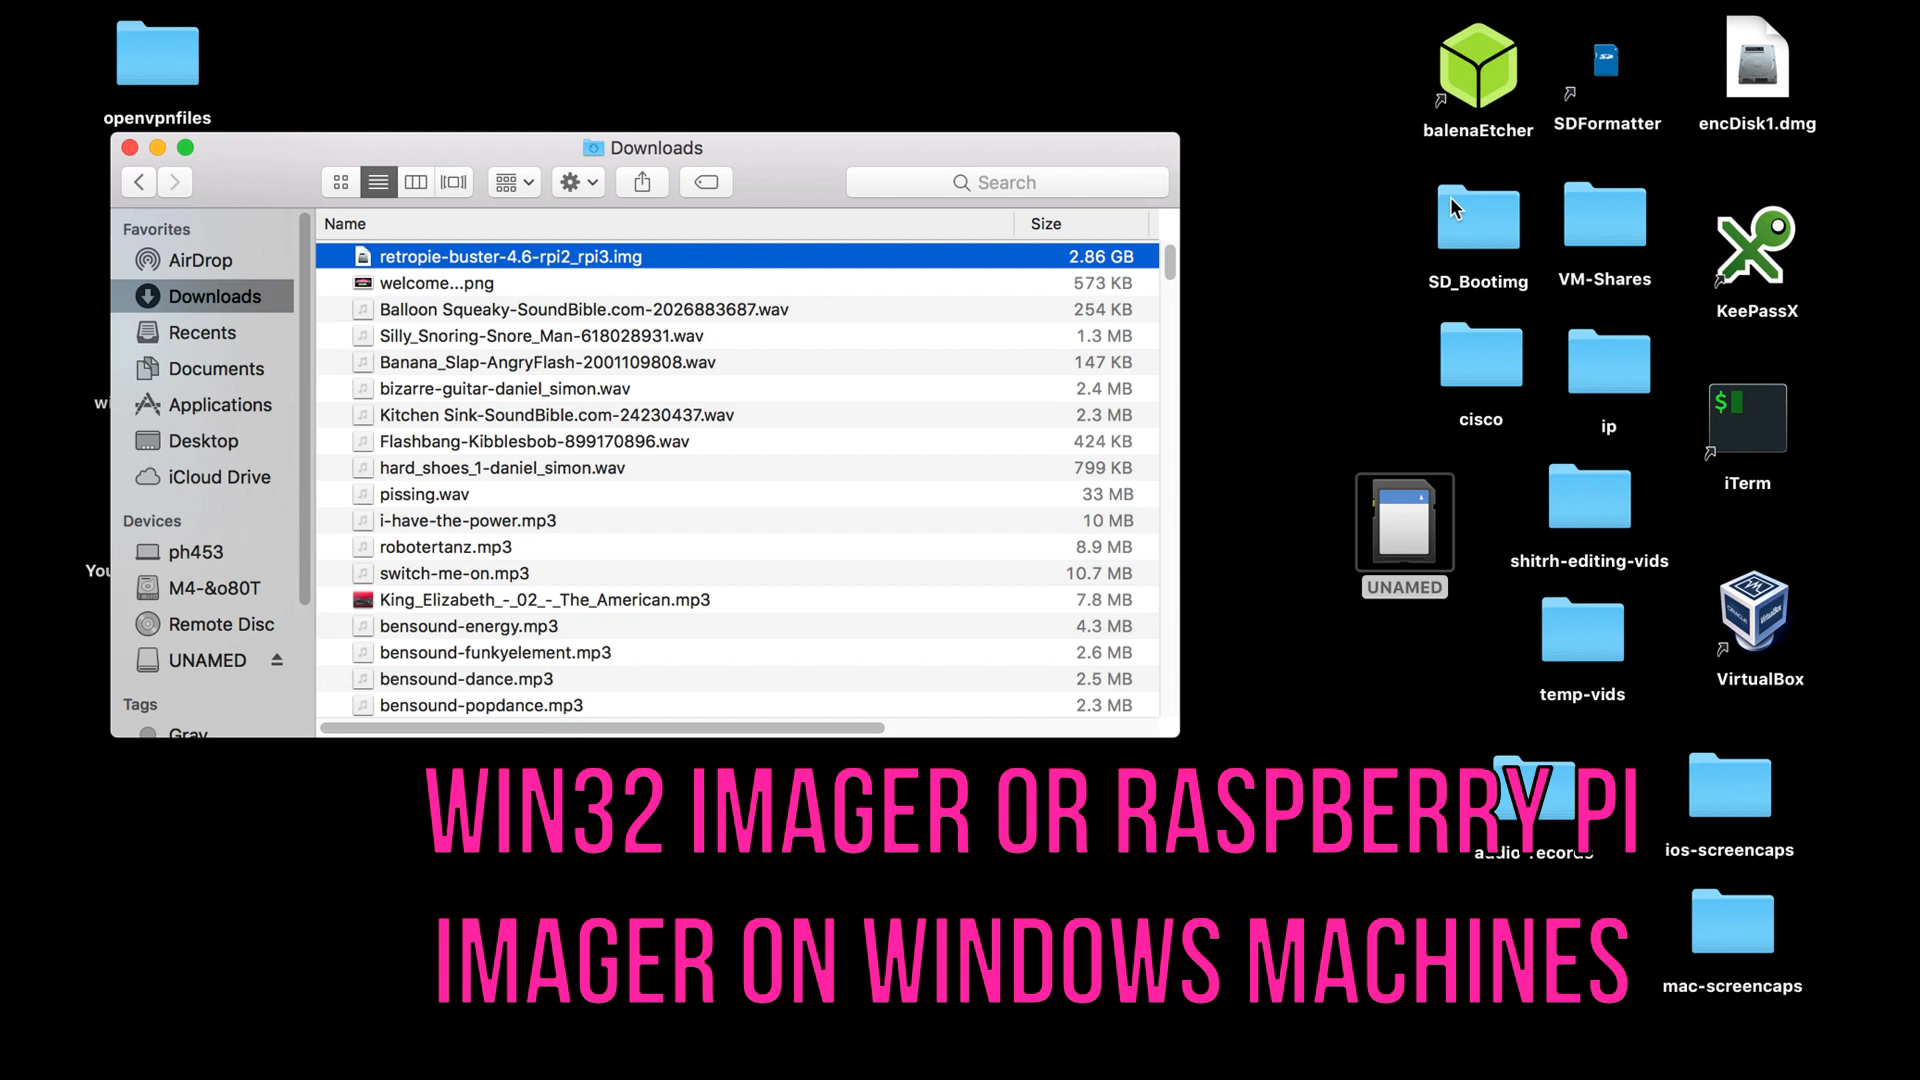 openvpnfiles
Downloads
Search
Favorites
AirDrop
Downloads
Recents
Documents
Applications
Desktop
iCloud Drive
Devices
ph453
M4-&o80T
Remote Disc
UNAMED
Tags
Gray
Name Size
retropie-buster-4.6-rpi2_rpi3.img 2.86 GB
welcome...png 573 KB
Balloon Squeaky-SoundBible.com-2026883687.wav 254 KB
Silly_Snoring-Snore_Man-618028931.wav 1.3 MB
Banana_Slap-AngryFlash-2001109808.wav 147 KB
bizarre-guitar-daniel_simon.wav 2.4 MB
Kitchen Sink-SoundBible.com-24230437.wav 2.3 MB
Flashbang-Kibblesbob-899170896.wav 424 KB
hard_shoes_1-daniel_simon.wav 799 KB
pissing.wav 33 MB
i-have-the-power.mp3 10 MB
robotertanz.mp3 8.9 MB
switch-me-on.mp3 10.7 MB
King_Elizabeth_-_02_-_The_American.mp3 7.8 MB
bensound-energy.mp3 4.3 MB
bensound-funkyelement.mp3 2.6 MB
bensound-dance.mp3 2.5 MB
bensound-popdance.mp3 2.3 MB
wi
You
balenaEtcher
SDFormatter
encDisk1.dmg
SD_Bootimg
VM-Shares
KeePassX
cisco
ip
iTerm
UNAMED
shitrh-editing-vids
temp-vids
VirtualBox
audio-records
ios-screencaps
mac-screencaps
WIN32 IMAGER OR RASPBERRY PI
IMAGER ON WINDOWS MACHINES